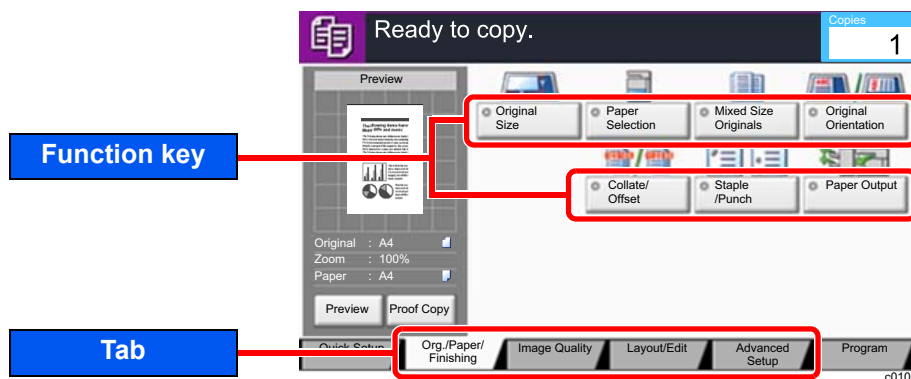 Ready to copy.
Copies
1
Preview
Original
Size
Paper
Selection
Mixed Size
Originals
Original
Orientation
Function key
Collate/
Offset
Staple
/Punch
Paper Output
Original : A4
Zoom : 100%
Paper : A4
Preview
Proof Copy
Tab
Quick Setup
Org./Paper/
Finishing
Image Quality
Layout/Edit
Advanced
Setup
Program